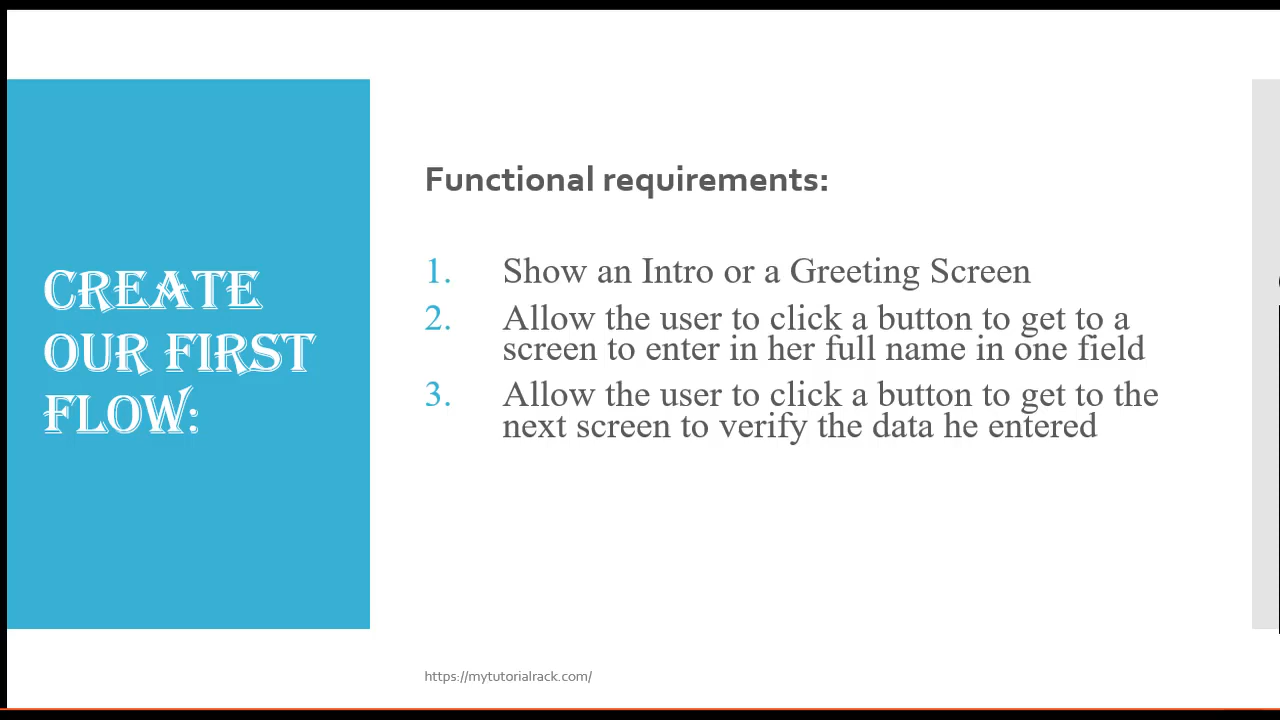 CREATE
OUR FIRST
FLOW:
Functional requirements:
1. Show an Intro or a Greeting Screen
2. Allow the user to click a button to get to a
screen to enter in her full name in one field
3. Allow the user to click a button to get to the
next screen to verify the data he entered
https://mytutorialrack.com/